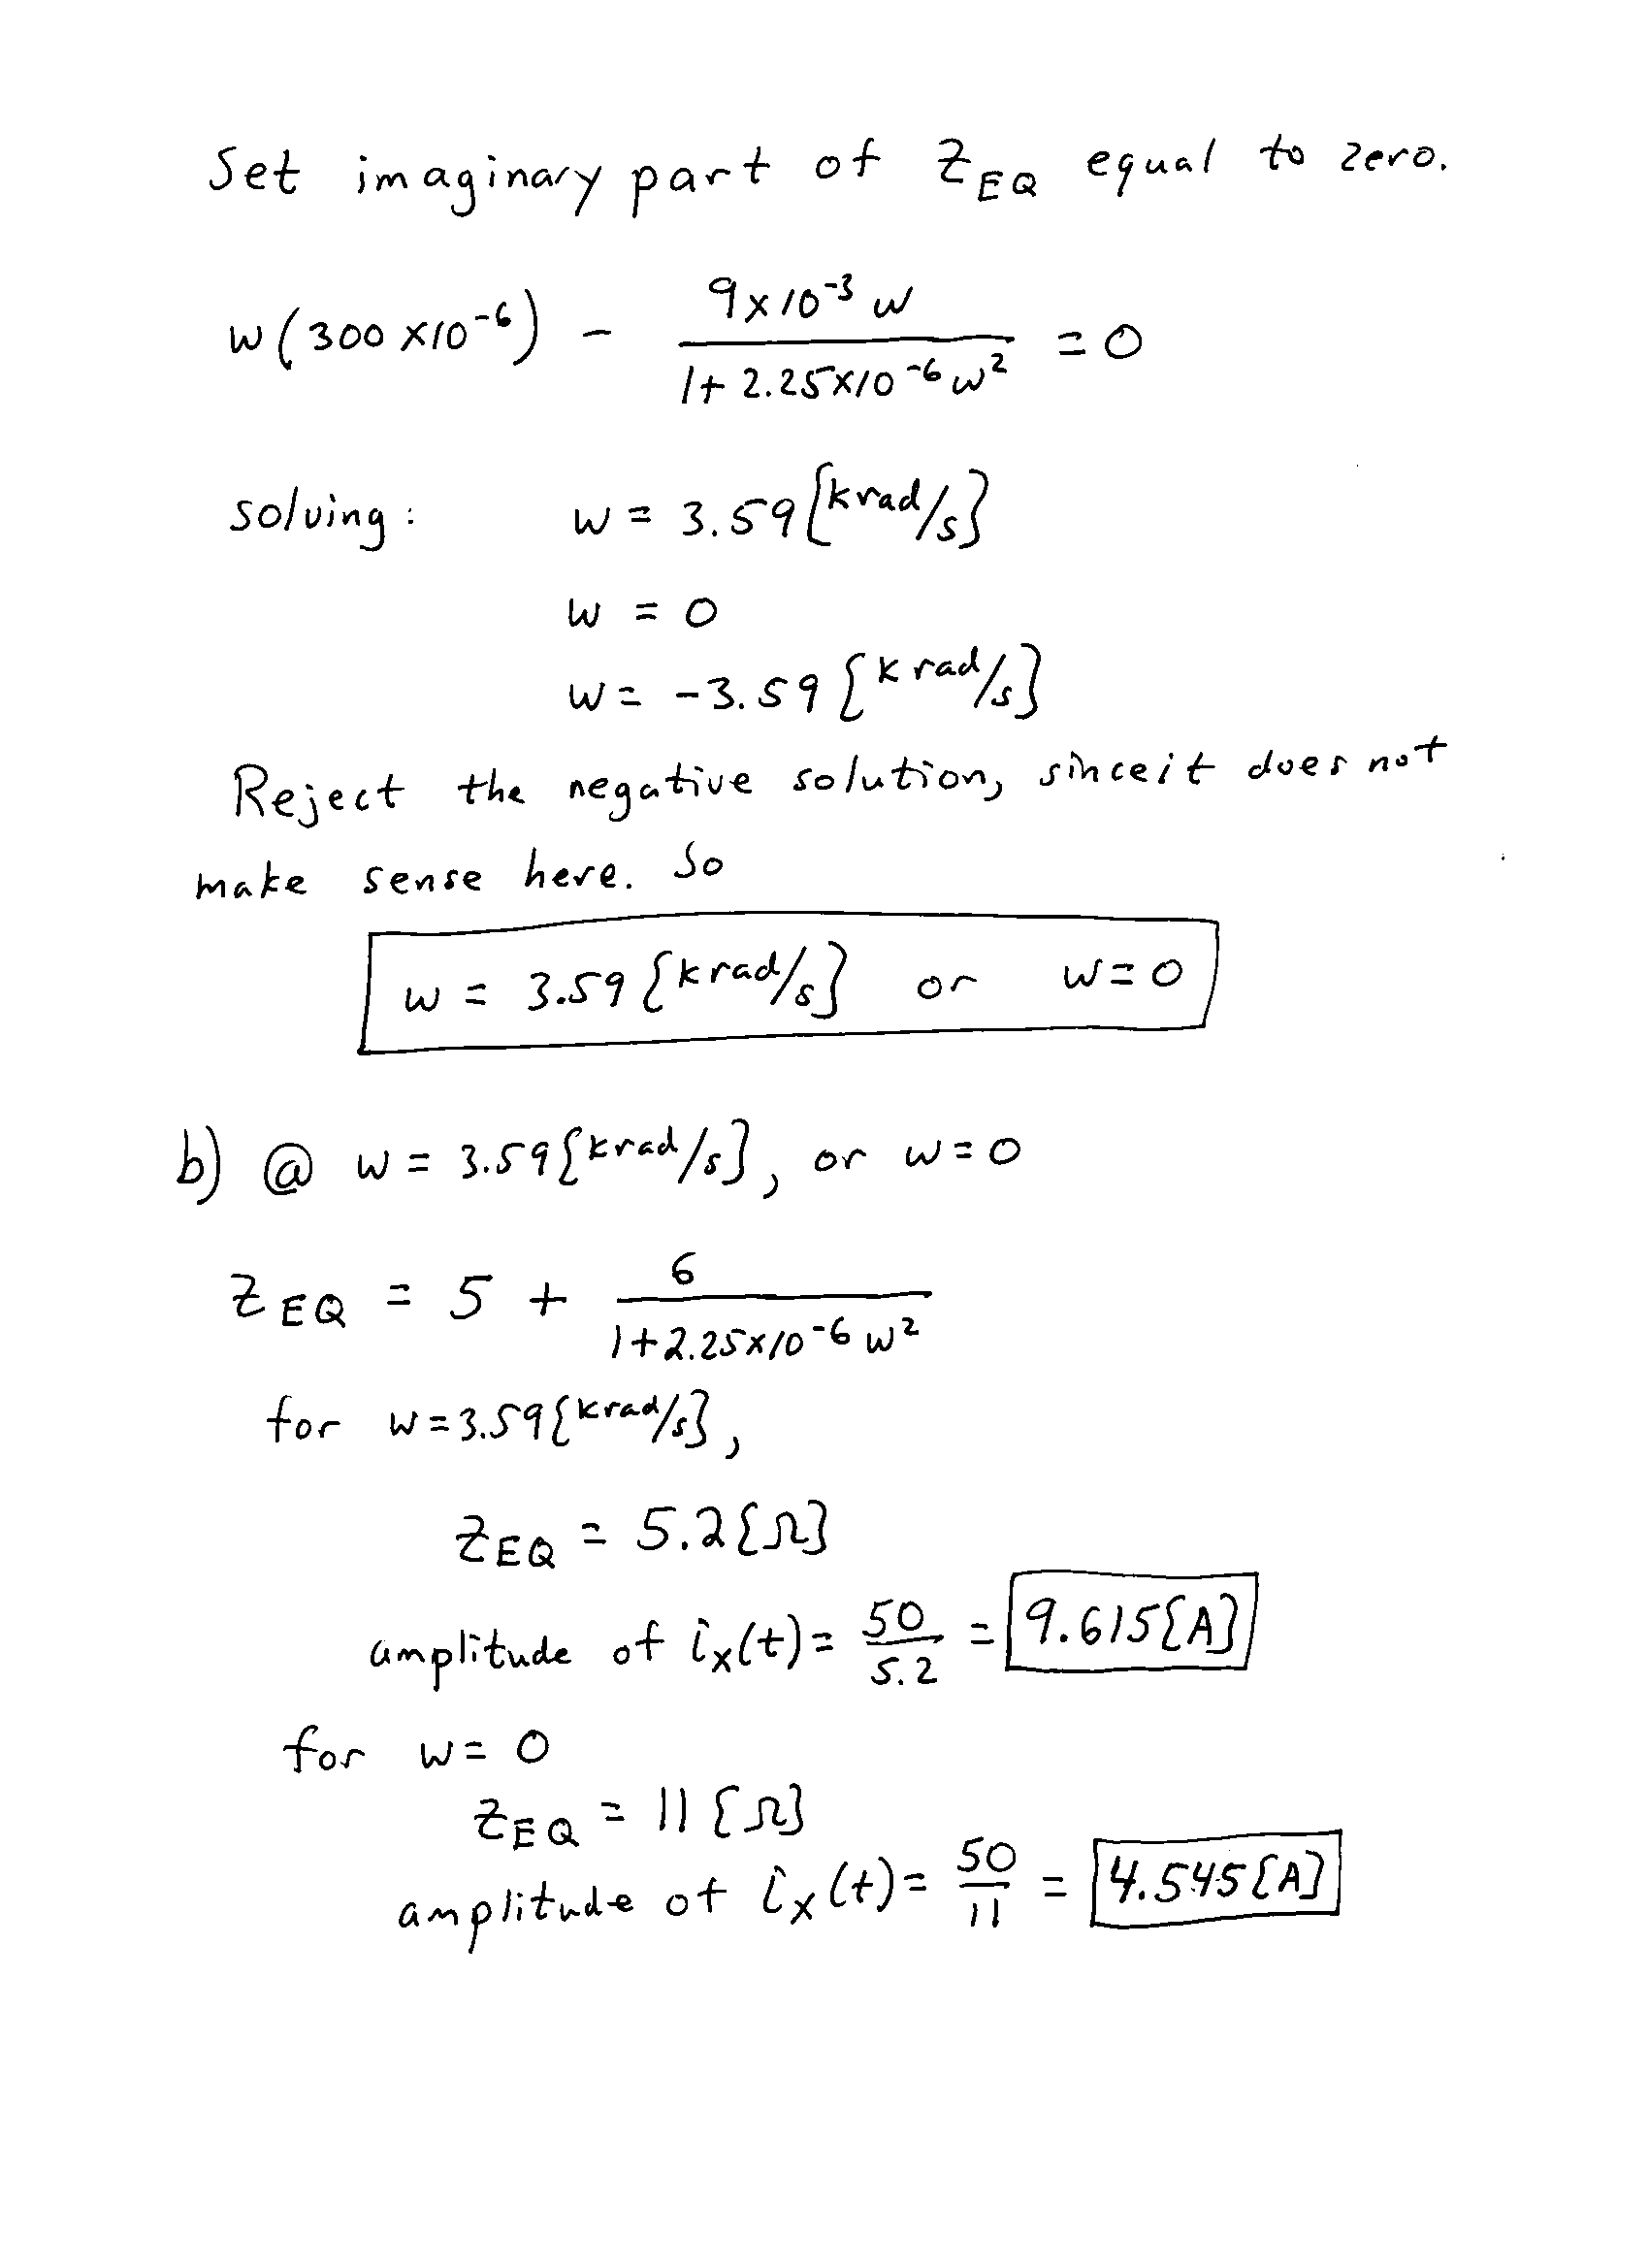 Set imaginary part of Z_EQ equal to zero.
w(300 x10^-6) - (9x10^-3 w)/(1+2.25x10^-6 w^2) = 0
solving: w = 3.59[krad/s]
w = 0
w = -3.59 [k rad/s]
Reject the negative solution, since it does not
make sense here. So
w = 3.59 [k rad/s] or w = 0
b) @ w = 3.59[krad/s], or w = 0
Z_EQ = 5 + 6/(1+2.25x10^-6 w^2)
for w = 3.59[krad/s],
Z_EQ = 5.2[Ω]
amplitude of i_x(t) = 50/5.2 = 9.615[A]
for w = 0
Z_EQ = 11 [Ω]
amplitude of i_x(t) = 50/11 = 4.545[A]